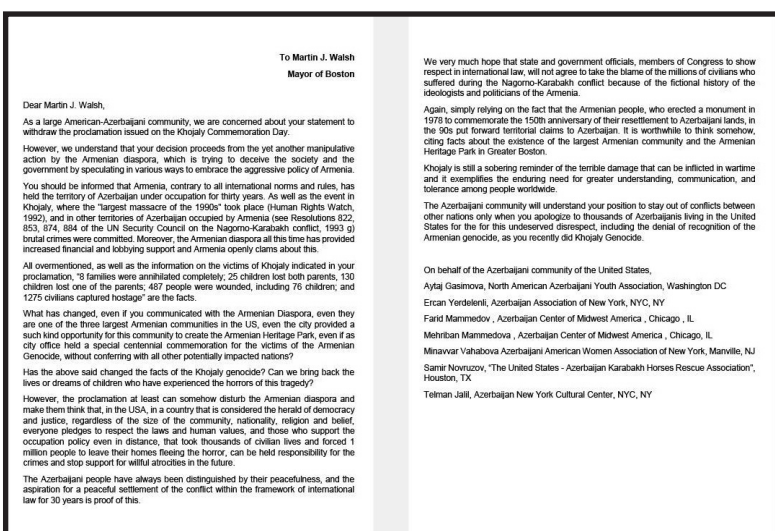 To Martin J. Walsh
Mayor of Boston
Dear Martin J. Walsh,
As a large American-Azerbaijani community, we are concerned about your statement to
withdraw the proclamation issued on the Khojaly Commemoration Day.
However, we understand that your decision proceeds from the yet another manipulative
action by the Armenian diaspora, which is trying to deceive the society and the
government by speculating in various ways to embrace the aggressive policy of Armenia.
You should be informed that Armenia, contrary to all international norms and rules, has
held the territory of Azerbaijan under occupation for thirty years. As well as the event in
Khojaly, where the "largest massacre of the 1990s" took place (Human Rights Watch,
1992), and in other territories of Azerbaijan occupied by Armenia (see Resolutions 822,
853, 874, 884 of the UN Security Council on the Nagorno-Karabakh conflict, 1993 g)
brutal crimes were committed. Moreover, the Armenian diaspora all this time has provided
increased financial and lobbying support and Armenia openly clams about this.
All overmentioned, as well as the information on the victims of Khojaly indicated in your
proclamation, "8 families were annihilated completely; 25 children lost both parents, 130
children lost one of the parents; 487 people were wounded, including 76 children; and
1275 civilians captured hostage" are the facts.
What has changed, even if you communicated with the Armenian Diaspora, even they
are one of the three largest Armenian communities in the US, even the city provided a
such kind opportunity for this community to create the Armenian Heritage Park, even if as
city office held a special centennial commemoration for the victims of the Armenian
Genocide, without conferring with all other potentially impacted nations?
Has the above said changed the facts of the Khojaly genocide? Can we bring back the
lives or dreams of children who have experienced the horrors of this tragedy?
However, the proclamation at least can somehow disturb the Armenian diaspora and
make them think that, in the USA, in a country that is considered the herald of democracy
and justice, regardless of the size of the community, nationality, religion and belief,
everyone pledges to respect the laws and human values, and those who support the
occupation policy even in distance, that took thousands of civilian lives and forced 1
million people to leave their homes fleeing the horror, can be held responsibility for the
crimes and stop support for willful atrocities in the future.
The Azerbaijani people have always been distinguished by their peacefulness, and the
aspiration for a peaceful settlement of the conflict within the framework of international
law for 30 years is proof of this.
We very much hope that state and government officials, members of Congress to show
respect in international law, will not agree to take the blame of the millions of civilians who
suffered during the Nagorno-Karabakh conflict because of the fictional history of the
ideologists and politicians of the Armenia.
Again, simply relying on the fact that the Armenian people, who erected a monument in
1978 to commemorate the 150th anniversary of their resettlement to Azerbaijani lands, in
the 90s put forward territorial claims to Azerbaijan. It is worthwhile to think somehow,
citing facts about the existence of the largest Armenian community and the Armenian
Heritage Park in Greater Boston.
Khojaly is still a sobering reminder of the terrible damage that can be inflicted in wartime
and it exemplifies the enduring need for greater understanding, communication, and
tolerance among people worldwide.
The Azerbaijani community will understand your position to stay out of conflicts between
other nations only when you apologize to thousands of Azerbaijanis living in the United
States for the for this undeserved disrespect, including the denial of recognition of the
Armenian genocide, as you recently did Khojaly Genocide.
On behalf of the Azerbaijani community of the United States,
Aytaj Gasimova, North American Azerbaijani Youth Association, Washington DC
Ercan Yerdelenli, Azerbaijan Association of New York, NYC, NY
Farid Mammedov , Azerbaijan Center of Midwest America , Chicago , IL
Mehriban Mammedova , Azerbaijan Center of Midwest America , Chicago, IL
Minavvar Vahabova Azerbaijani American Women Association of New York, Manville, NJ
Samir Novruzov, "The United States - Azerbaijan Karabakh Horses Rescue Association",
Houston, TX
Telman Jalil, Azerbaijan New York Cultural Center, NYC, NY